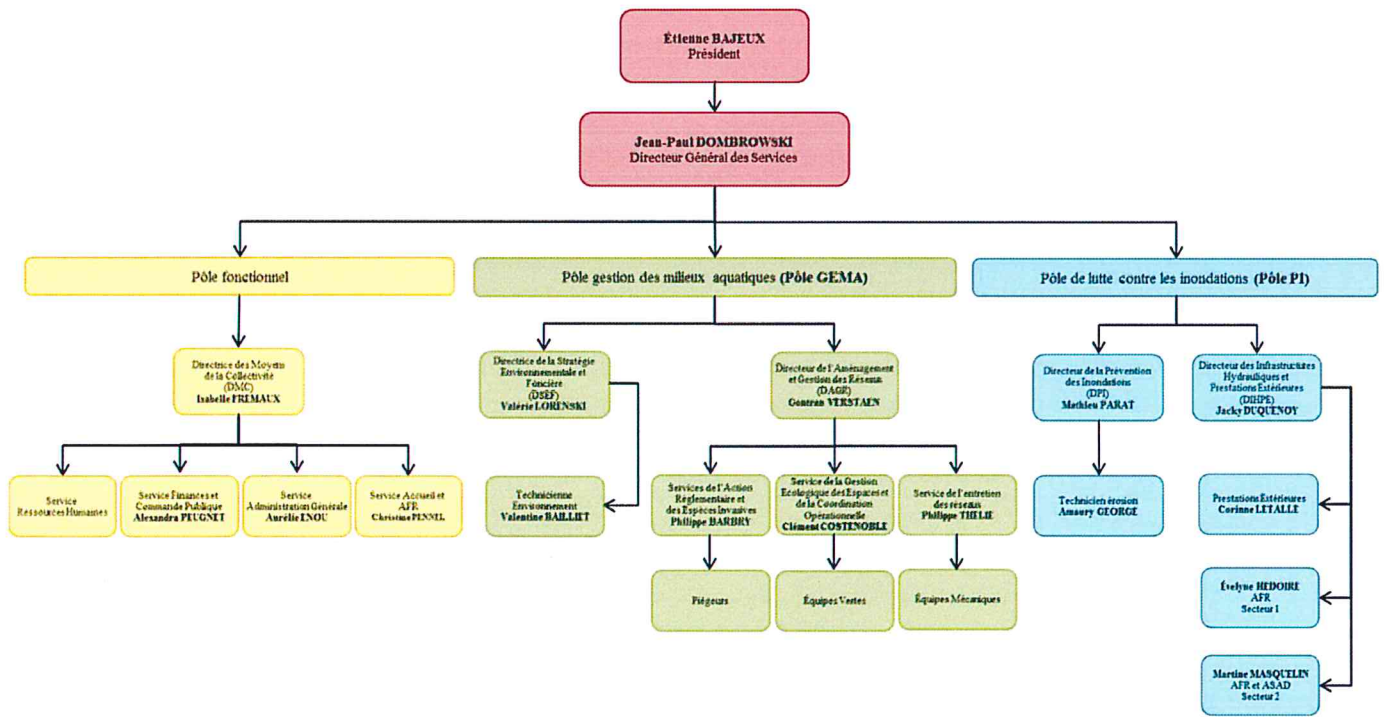 Étienne BAJEUX
Président
Jean-Paul DOMBROWSKI
Directeur Général des Services
Pôle fonctionnel
Pôle gestion des milieux aquatiques (Pôle GEMA)
Pôle de lutte contre les inondations (Pôle PI)
Directrice des Moyens
de la Collectivité
(DMC)
Isabelle FREMAUX
Directrice de la Stratégie
Environnementale et
Foncière
(DSEF)
Valérie LORENSKI
Directeur de l'Aménagement
et Gestion des Réseaux
(DAGR)
Gontran VERSTAEN
Directeur de la Prévention
des Inondations
(DPI)
Mathieu PARAT
Directeur des Infrastructures
Hydrauliques et
Prestations Extérieures
(DIHPE)
Jacky DUQUENOY
Service
Ressources Humaines
Service Finances et
Commande Publique
Alexandra PEUGNET
Service
Administration Générale
Aurélie ENOU
Service Accueil et
AFR
Christine PENNEL
Technicienne
Environnement
Valentine BAILLIET
Services de l'Action
Réglementaire et
des Espèces Invasives
Philippe BARBRY
Service de la Gestion
Ecologique des Espaces et
de la Coordination
Opérationnelle
Clément COSTENOBLE
Service de l'entretien
des réseaux
Philippe THELIE
Technicien érosion
Amaury GEORGE
Prestations Extérieures
Corinne LETALLE
Piégeurs
Équipes Vertes
Équipes Mécaniques
Évelyne HEDOIRE
AFR
Secteur 1
Martine MASQUELIN
AFR et ASAD
Secteur 2